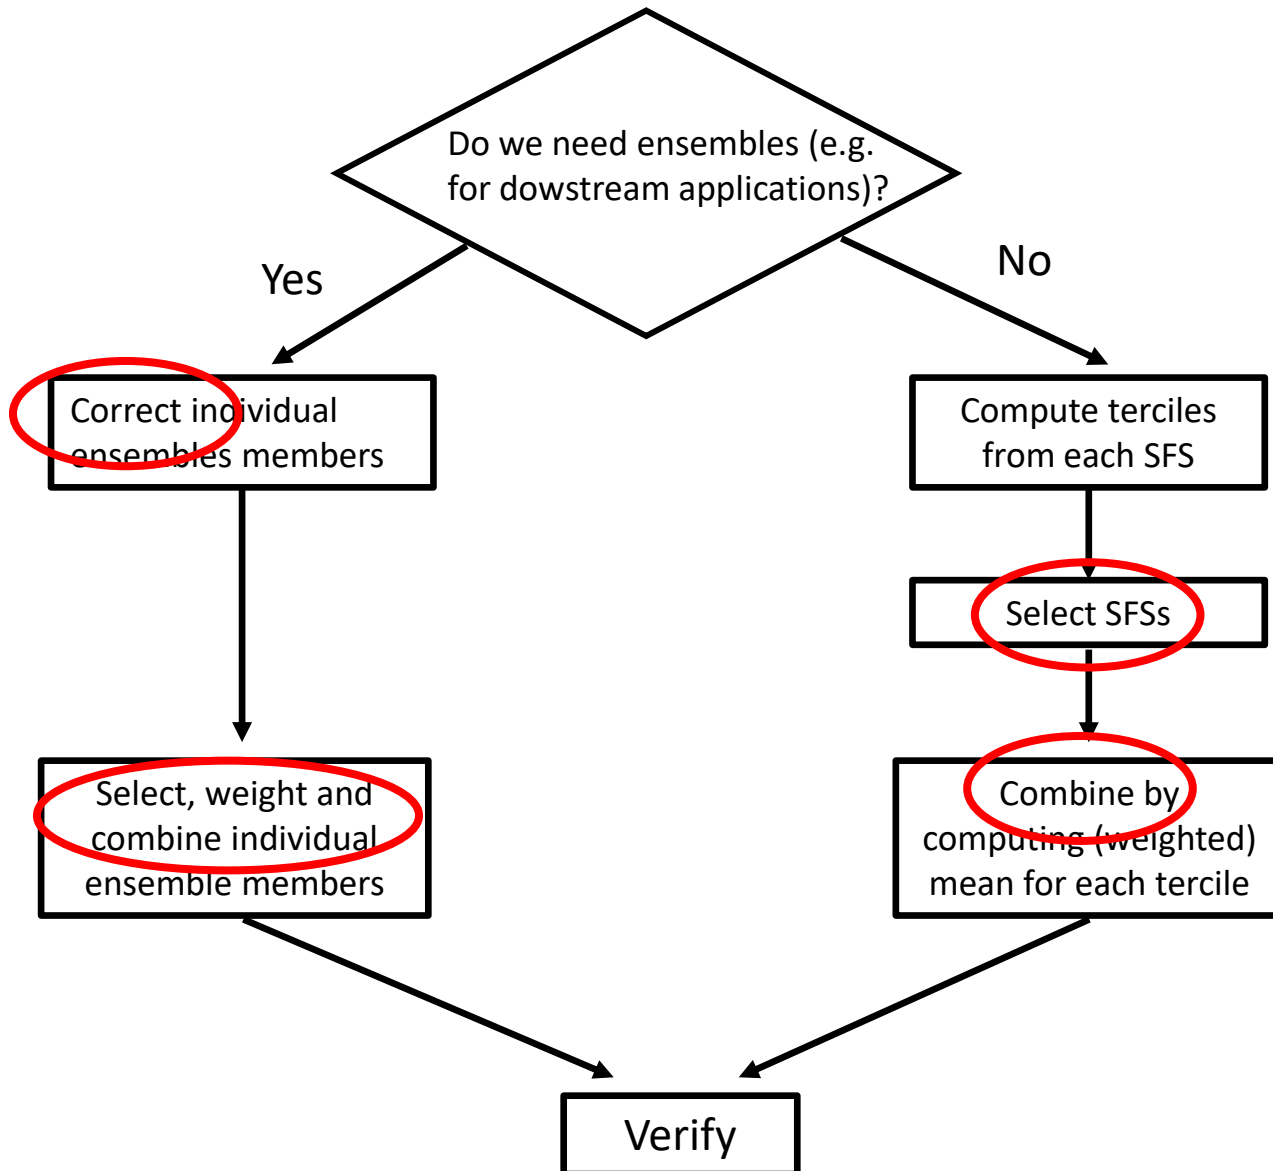 Do we need ensembles (e.g.
for dowstream applications)?
Yes
No
Correct individual
ensembles members
Compute terciles
from each SFS
Select SFSs
Select, weight and
combine individual
ensemble members
Combine by
computing (weighted)
mean for each tercile
Verify